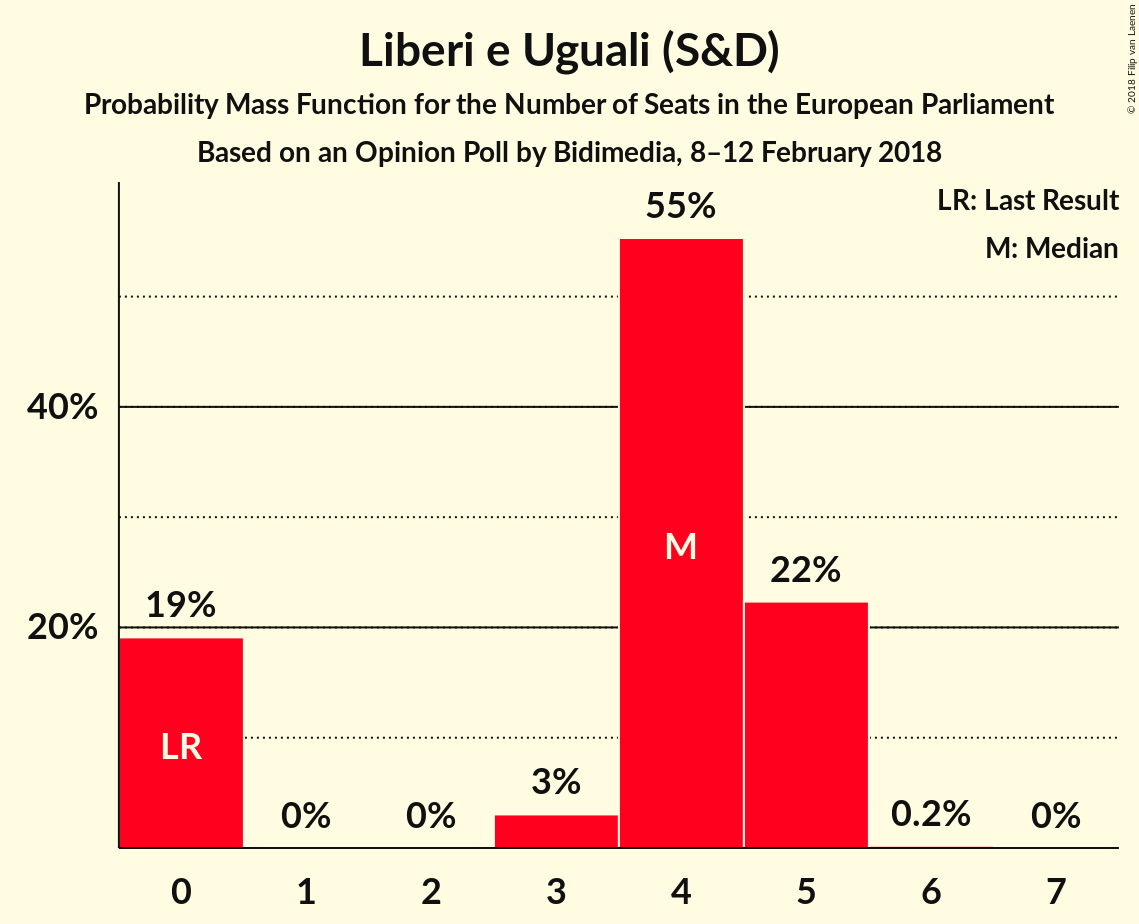 Liberi e Uguali (S&D)
Probability Mass Function for the Number of Seats in the European Parliament
Based on an Opinion Poll by Bidimedia, 8–12 February 2018
© 2018 Filip van Laenen
LR: Last Result
M: Median
55%
40%
M
22%
19%
20%
LR
3%
0% 0% 0.2% 0%
0 1 2 3 4 5 6 7